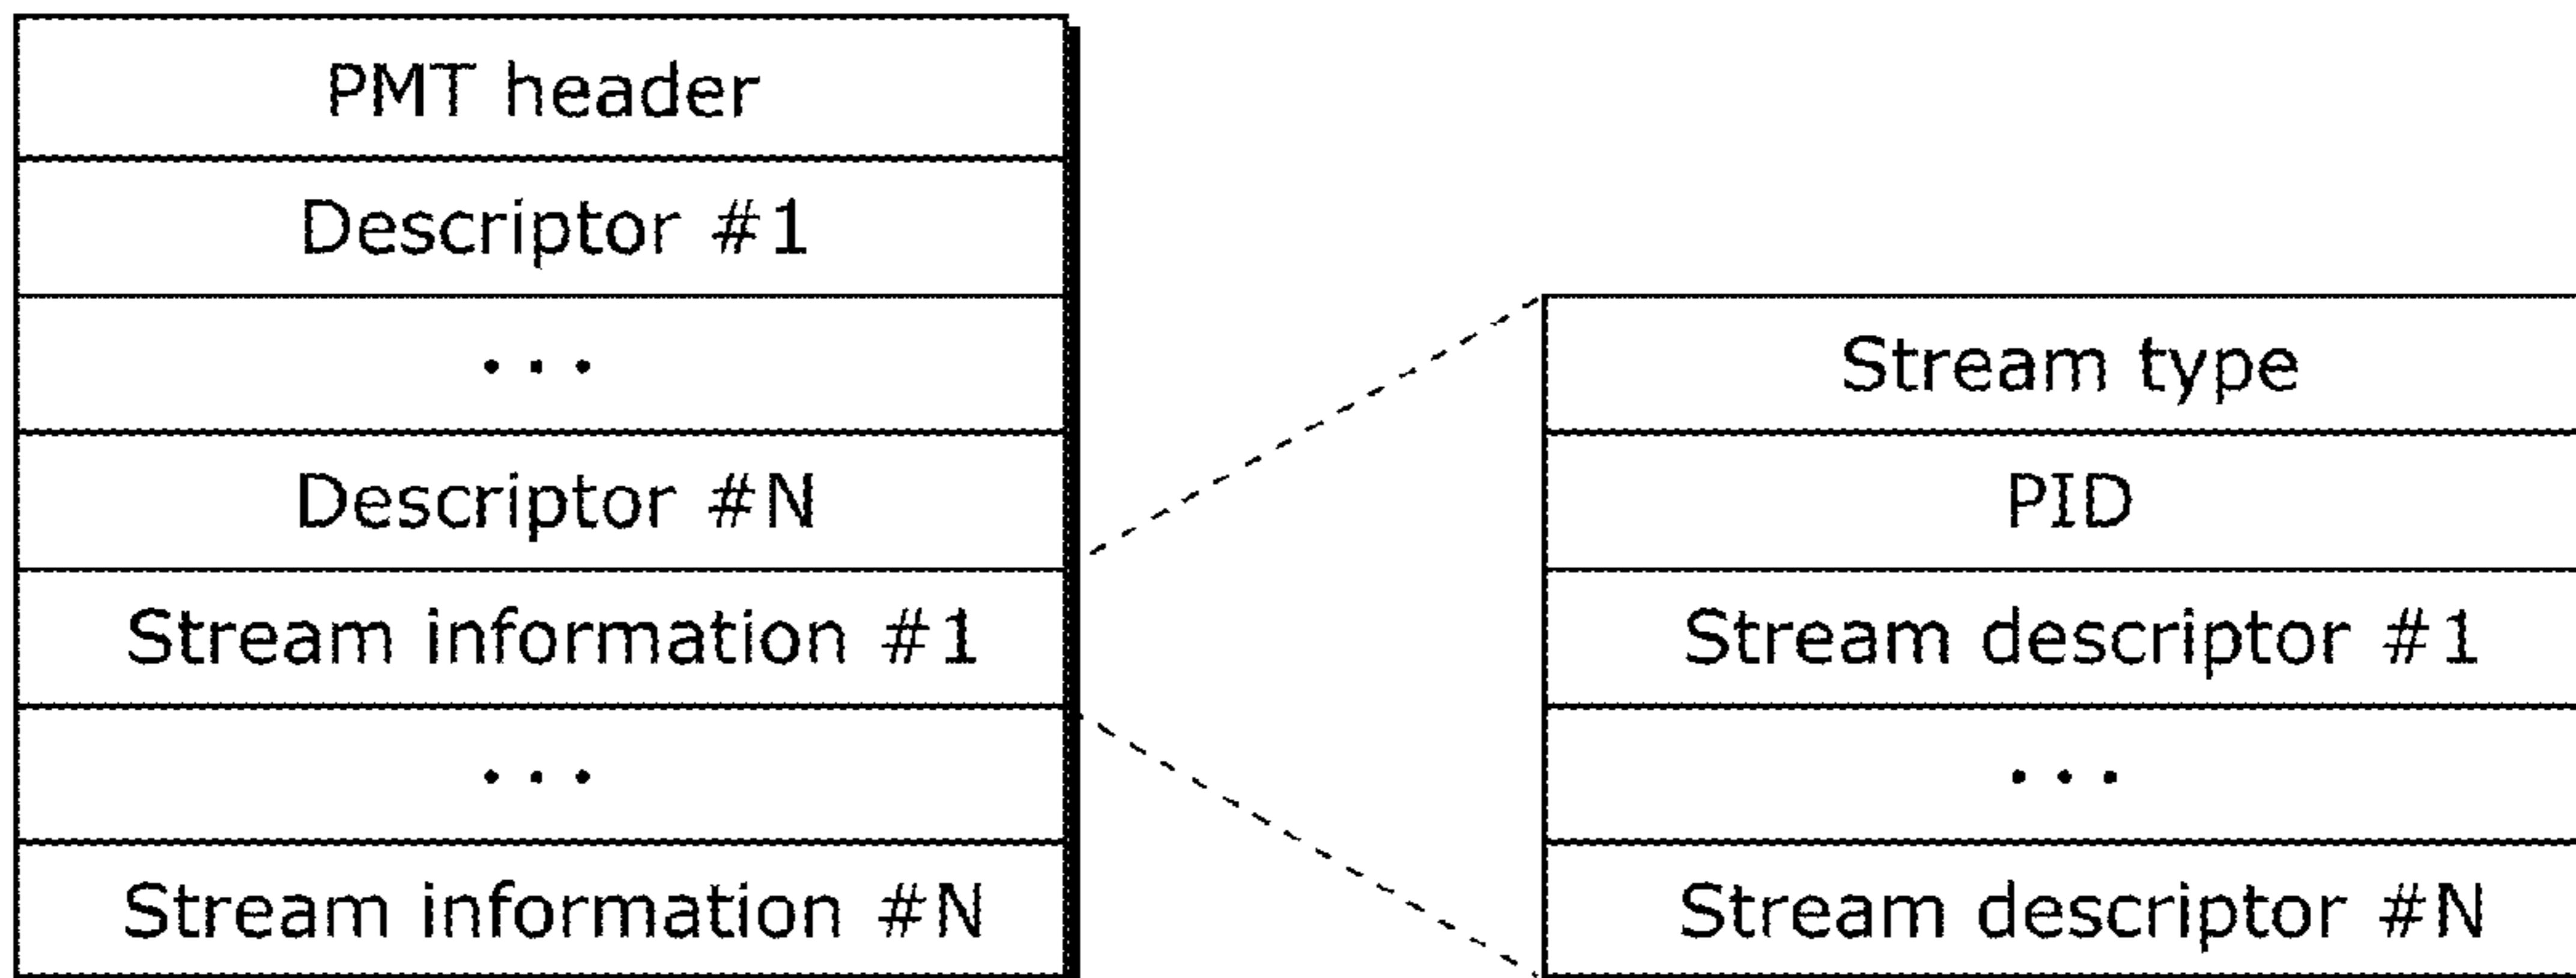 PMT header
Descriptor #1
...
Descriptor #N
Stream information #1
...
Stream information #N
Stream type
PID
Stream descriptor #1
...
Stream descriptor #N